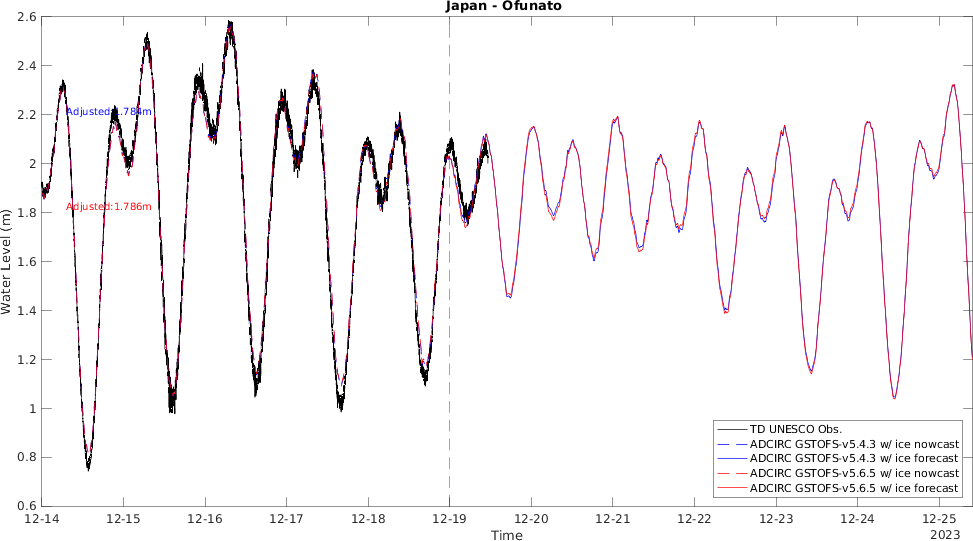 Japan - Ofunato
2.6
2.4
2.2
2
1.8
1.6
1.4
1.2
1
0.8
0.6
Water Level (m)
Adjusted:1.784m
Adjusted:1.786m
TD UNESCO Obs.
ADCIRC GSTOFS-v5.4.3 w/ ice nowcast
ADCIRC GSTOFS-v5.4.3 w/ ice forecast
ADCIRC GSTOFS-v5.6.5 w/ ice nowcast
ADCIRC GSTOFS-v5.6.5 w/ ice forecast
12-14 12-15 12-16 12-17 12-18 12-19 12-20 12-21 12-22 12-23 12-24 12-25
Time
2023